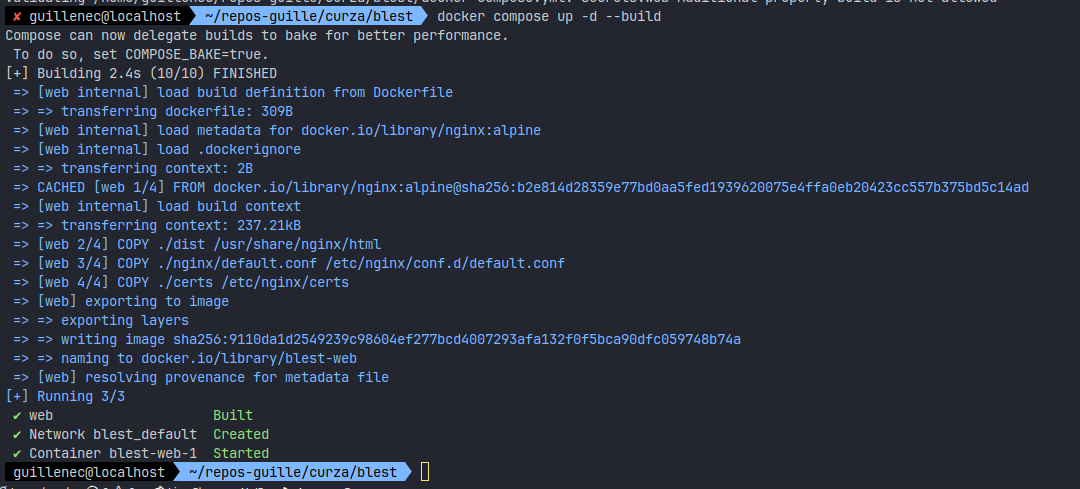 ✘ guillenec@localhost ~/repos-guille/curza/blest docker compose up -d --build
Compose can now delegate builds to bake for better performance.
 To do so, set COMPOSE_BAKE=true.
[+] Building 2.4s (10/10) FINISHED
 => [web internal] load build definition from Dockerfile
 => => transferring dockerfile: 309B
 => [web internal] load metadata for docker.io/library/nginx:alpine
 => [web internal] load .dockerignore
 => => transferring context: 2B
 => CACHED [web 1/4] FROM docker.io/library/nginx:alpine@sha256:b2e814d28359e77bd0aa5fed1939620075e4ffa0eb20423cc557b375bd5c14ad
 => [web internal] load build context
 => => transferring context: 237.21kB
 => [web 2/4] COPY ./dist /usr/share/nginx/html
 => [web 3/4] COPY ./nginx/default.conf /etc/nginx/conf.d/default.conf
 => [web 4/4] COPY ./certs /etc/nginx/certs
 => [web] exporting to image
 => => exporting layers
 => => writing image sha256:9110da1d2549239c98604ef277bcd4007293afa132f0f5bca90dfc059748b74a
 => => naming to docker.io/library/blest-web
 => [web] resolving provenance for metadata file
[+] Running 3/3
 ✔ web Built
 ✔ Network blest_default Created
 ✔ Container blest-web-1 Started
guillenec@localhost ~/repos-guille/curza/blest